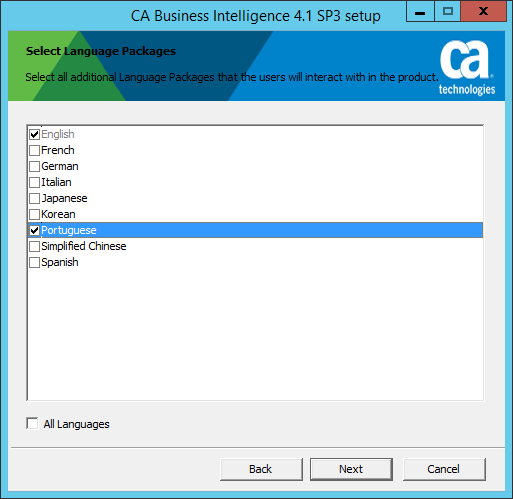 CA Business Intelligence 4.1 SP3 setup
Select Language Packages
Select all additional Language Packages that the users will interact with in the product.
ca
technologies
English
French
German
Italian
Japanese
Korean
Portuguese
Simplified Chinese
Spanish
All Languages
Back Next Cancel